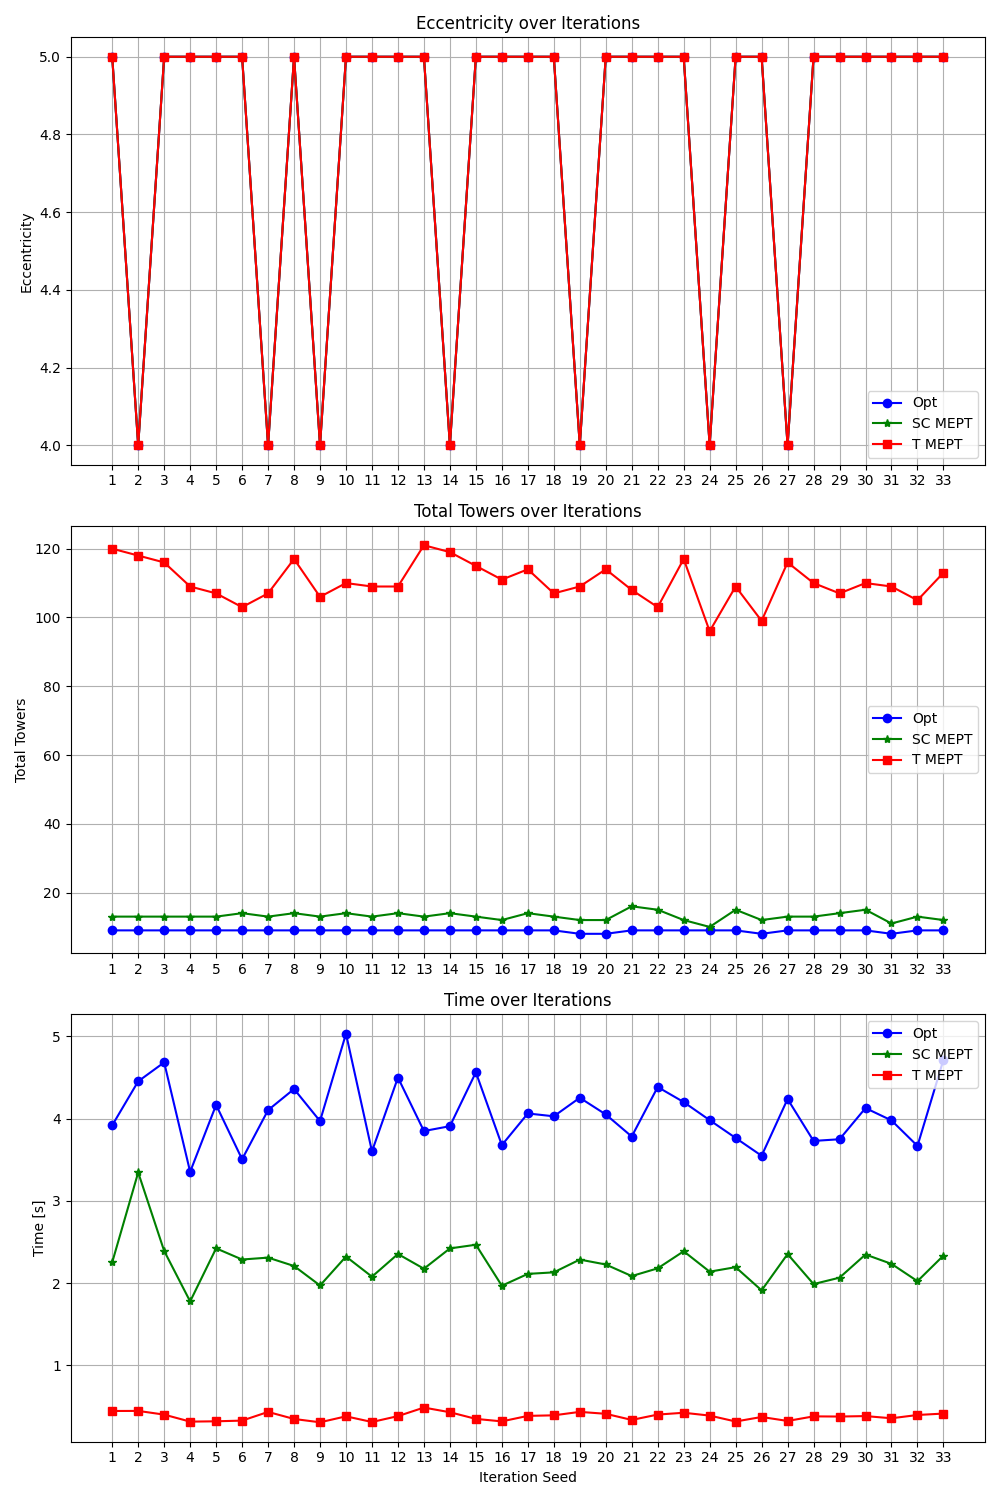 Eccentricity over Iterations
Eccentricity
5.0
4.8
4.6
4.4
4.2
4.0
Opt
SC MEPT
T MEPT
1 2 3 4 5 6 7 8 9 10 11 12 13 14 15 16 17 18 19 20 21 22 23 24 25 26 27 28 29 30 31 32 33
Total Towers over Iterations
Total Towers
120
100
80
60
40
20
Opt
SC MEPT
T MEPT
1 2 3 4 5 6 7 8 9 10 11 12 13 14 15 16 17 18 19 20 21 22 23 24 25 26 27 28 29 30 31 32 33
Time over Iterations
Time [s]
5
4
3
2
1
Opt
SC MEPT
T MEPT
1 2 3 4 5 6 7 8 9 10 11 12 13 14 15 16 17 18 19 20 21 22 23 24 25 26 27 28 29 30 31 32 33
Iteration Seed